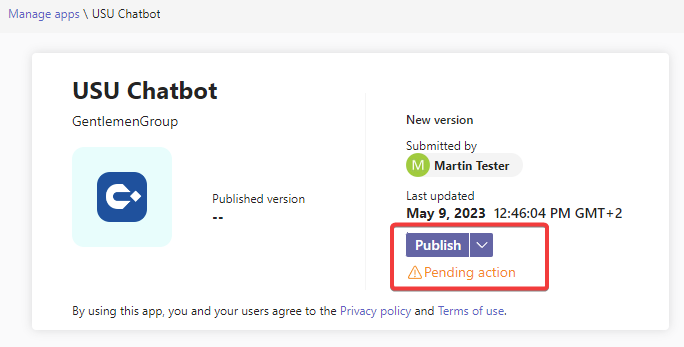 Manage apps \ USU Chatbot
USU Chatbot
GentlemenGroup
Published version
--
New version
Submitted by
M Martin Tester
Last updated
May 9, 2023 12:46:04 PM GMT+2
Publish
Pending action
By using this app, you and your users agree to the Privacy policy and Terms of use.